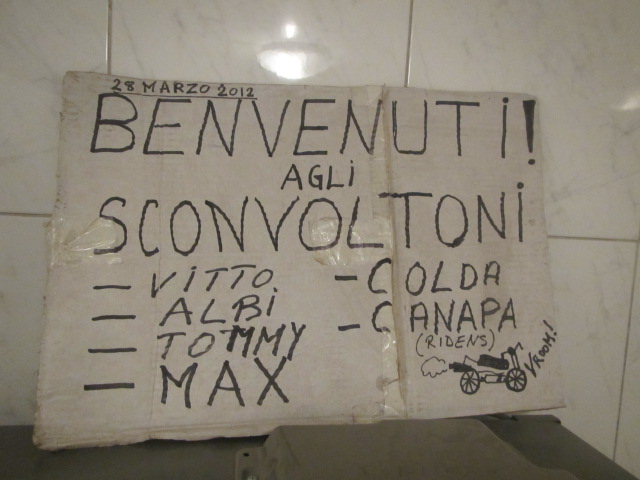 28 MARZO 2012
BENVENUTI!
AGLI
SCONVOLTONI
- VITTO
- ALBI
- TOMMY
- MAX
- COLDA
- CANAPA
(RIDENS)
VROOM!